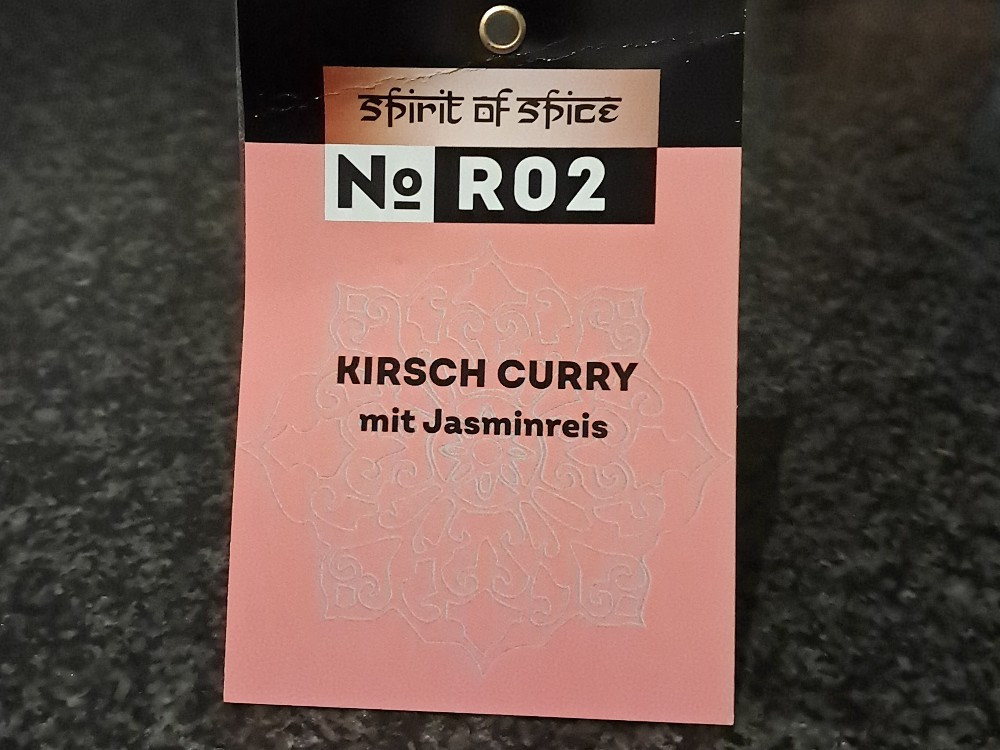 spirit of spice
No R02
KIRSCH CURRY
mit Jasminreis